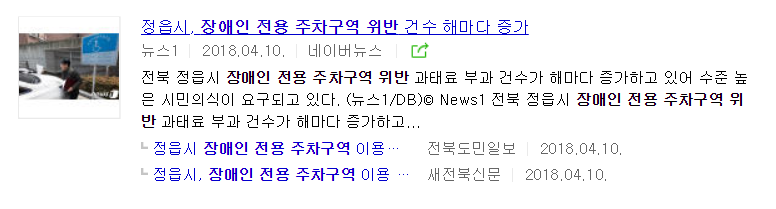 정읍시, 장애인 전용 주차구역 위반 건수 해마다 증가
뉴스1 | 2018.04.10. | 네이버뉴스 |
전북 정읍시 장애인 전용 주차구역 위반 과태료 부과 건수가 해마다 증가하고 있어 수준 높
은 시민의식이 요구되고 있다. (뉴스1/DB)© News1 전북 정읍시 장애인 전용 주차구역 위
반 과태료 부과 건수가 해마다 증가하고...
정읍시 장애인 전용 주차구역 이용… 전북도민일보 | 2018.04.10.
정읍시, 장애인 전용 주차구역 이용 … 새전북신문 | 2018.04.10.